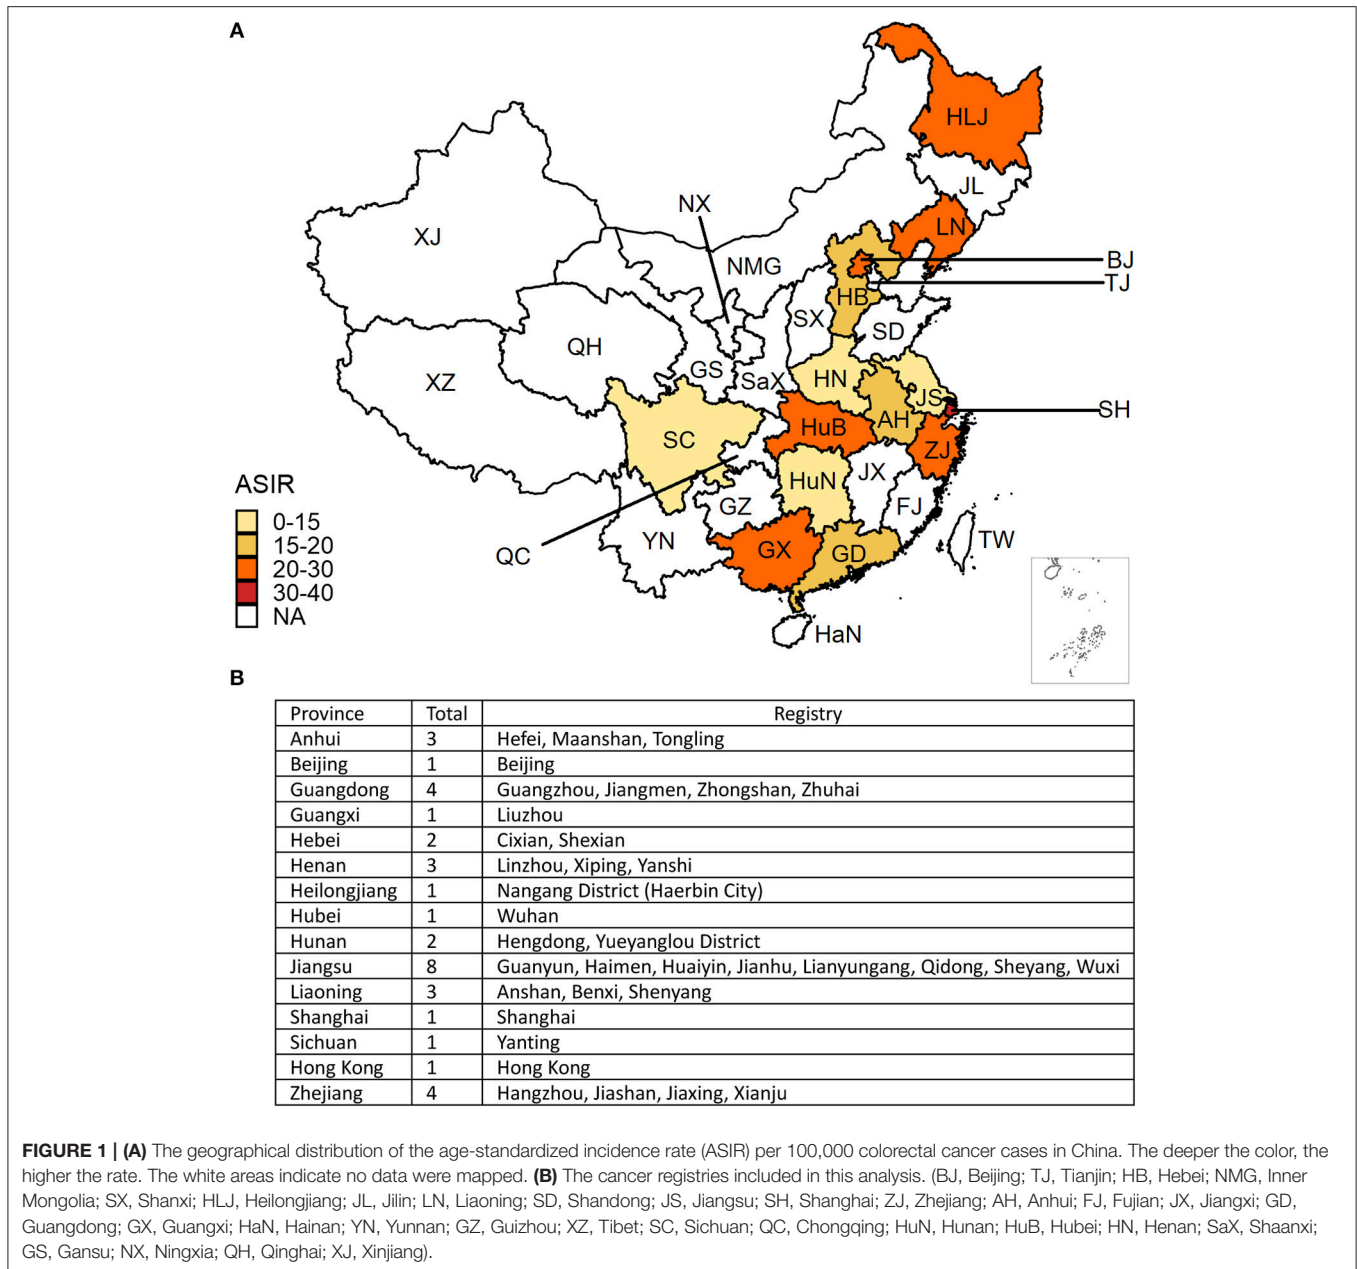 A
HLJ
JL
NX
LN
XJ
BJ
NMG
TJ
HB
SX
SD
QH
GS
XZ
SaX
HN
JS
SH
AH
HuB
SC
ZJ
JX
HuN
ASIR
GZ
FJ
0-15
15-20
YN
TW
QC
GX
GD
20-30
30-40
NA
HaN
B
Province Total Registry
Anhui 3 Hefei, Maanshan, Tongling
Beijing 1 Beijing
Guangdong 4 Guangzhou, Jiangmen, Zhongshan, Zhuhai
Guangxi 1 Liuzhou
Hebei 2 Cixian, Shexian
Henan 3 Linzhou, Xiping, Yanshi
Heilongjiang 1 Nangang District (Haerbin City)
Hubei 1 Wuhan
Hunan 2 Hengdong, Yueyanglou District
Jiangsu 8 Guanyun, Haimen, Huaiyin, Jianhu, Lianyungang, Qidong, Sheyang, Wuxi
Liaoning 3 Anshan, Benxi, Shenyang
Shanghai 1 Shanghai
Sichuan 1 Yanting
Hong Kong 1 Hong Kong
Zhejiang 4 Hangzhou, Jiashan, Jiaxing, Xianju
FIGURE 1 | (A) The geographical distribution of the age-standardized incidence rate (ASIR) per 100,000 colorectal cancer cases in China. The deeper the color, the
higher the rate. The white areas indicate no data were mapped. (B) The cancer registries included in this analysis. (BJ, Beijing; TJ, Tianjin; HB, Hebei; NMG, Inner
Mongolia; SX, Shanxi; HLJ, Heilongjiang; JL, Jilin; LN, Liaoning; SD, Shandong; JS, Jiangsu; SH, Shanghai; ZJ, Zhejiang; AH, Anhui; FJ, Fujian; JX, Jiangxi; GD,
Guangdong; GX, Guangxi; HaN, Hainan; YN, Yunnan; GZ, Guizhou; XZ, Tibet; SC, Sichuan; QC, Chongqing; HuN, Hunan; HuB, Hubei; HN, Henan; SaX, Shaanxi;
GS, Gansu; NX, Ningxia; QH, Qinghai; XJ, Xinjiang).